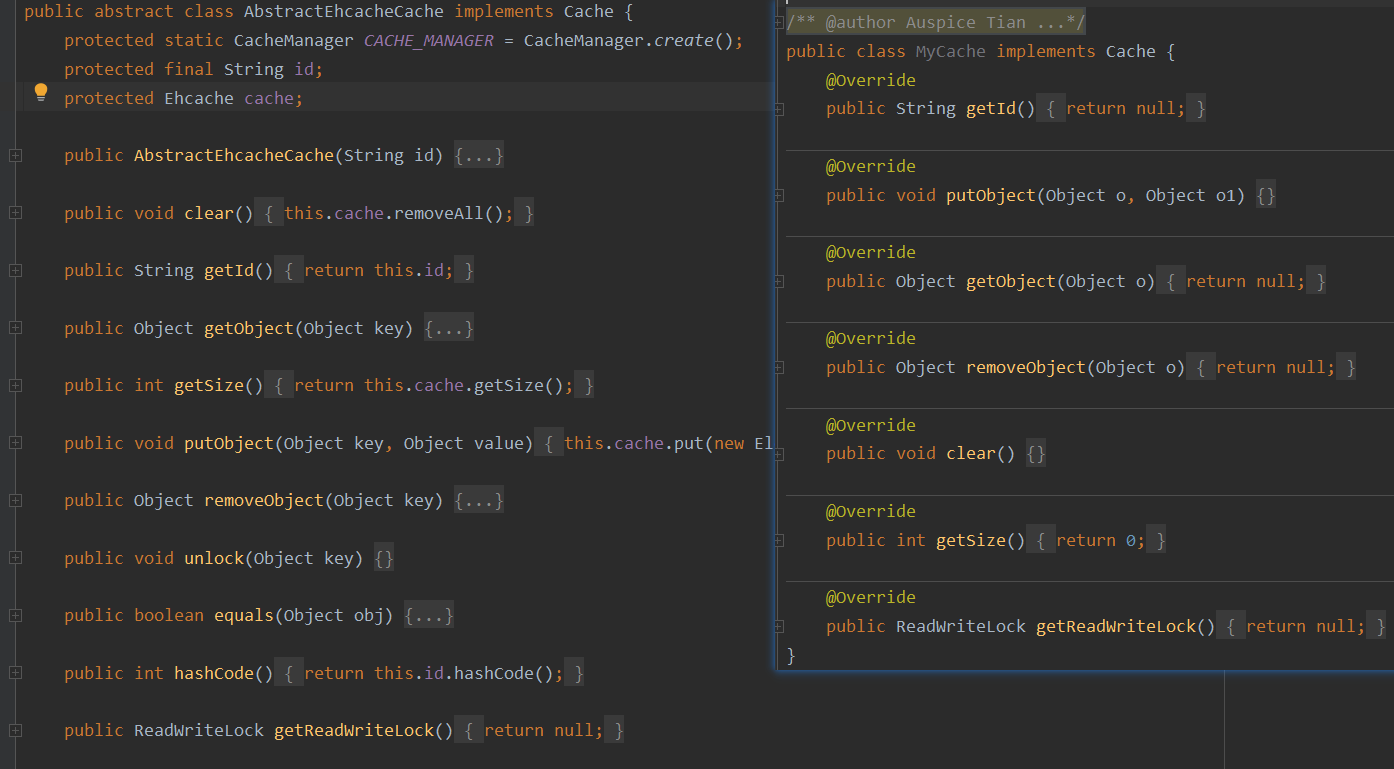 public abstract class AbstractEhcacheCache implements Cache {
protected static CacheManager CACHE_MANAGER = CacheManager.create();
protected final String id;
protected Ehcache cache;
public AbstractEhcacheCache(String id) {...}
public void clear() { this.cache.removeAll(); }
public String getId() { return this.id; }
public Object getObject(Object key) {...}
public int getSize() { return this.cache.getSize(); }
public void putObject(Object key, Object value) { this.cache.put(new El
public Object removeObject(Object key) {...}
public void unlock(Object key) {}
public boolean equals(Object obj) {...}
public int hashCode() { return this.id.hashCode(); }
public ReadWriteLock getReadWriteLock() { return null; }
/** @author Auspice Tian ...*/
public class MyCache implements Cache {
@Override
public String getId() { return null; }
@Override
public void putObject(Object o, Object o1) {}
@Override
public Object getObject(Object o) { return null; }
@Override
public Object removeObject(Object o) { return null; }
@Override
public void clear() {}
@Override
public int getSize() { return 0; }
@Override
public ReadWriteLock getReadWriteLock() { return null; }
}